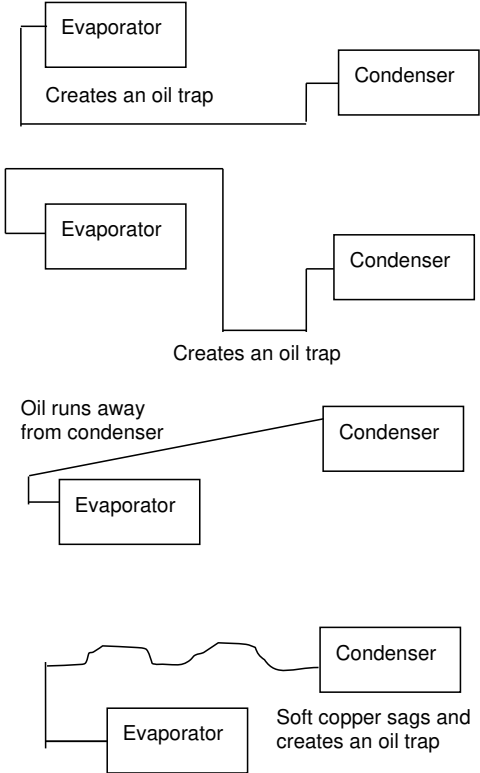 Evaporator
Condenser
Creates an oil trap
Evaporator
Condenser
Creates an oil trap
Oil runs away
from condenser
Condenser
Evaporator
Condenser
Evaporator
Soft copper sags and
creates an oil trap